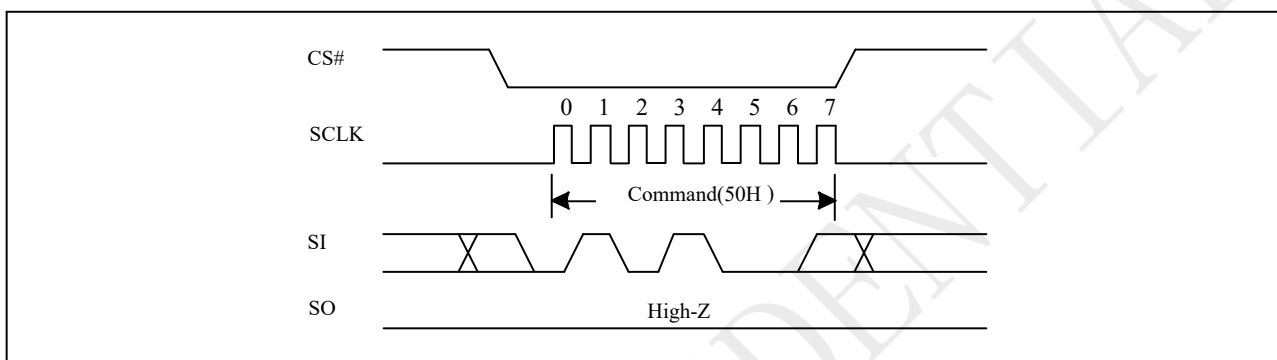 CS#
0 1 2 3 4 5 6 7
SCLK
Command(50H )
SI
SO High-Z